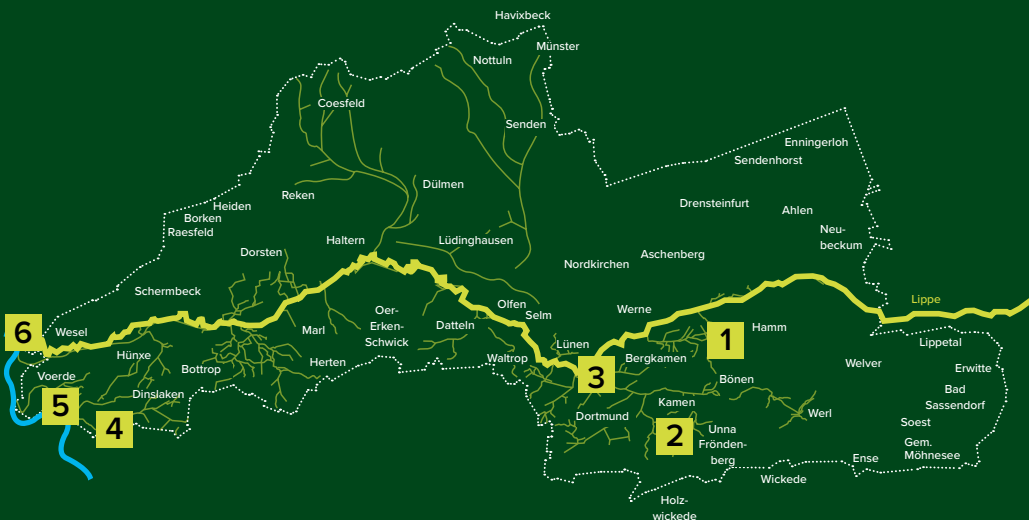 Havixbeck
Münster
Nottuln
Coesfeld
Senden
Enningerloh
Sendenhorst
Dülmen
Reken
Heiden
Drensteinfurt
Ahlen
Borken
Raesfeld
Neu-
beckum
Haltern
Lüdinghausen
Dorsten
Aschenberg
Nordkirchen
Schermbeck
Lippe
Olfen
Werne
Oer-
Erken-
Schwick
Selm
Datteln
Marl
Hamm
6
Wesel
1
Lippetal
Lünen
Hünxe
Waltrop
Bergkamen
Herten
Welver
Erwitte
Bottrop
Voerde
3
Bönen
Bad
Sassendorf
Dinslaken
5
Kamen
Dortmund
Werl
Soest
4
2
Unna
Frönden-
berg
Gem.
Möhnesee
Ense
Wickede
Holz-
wickede